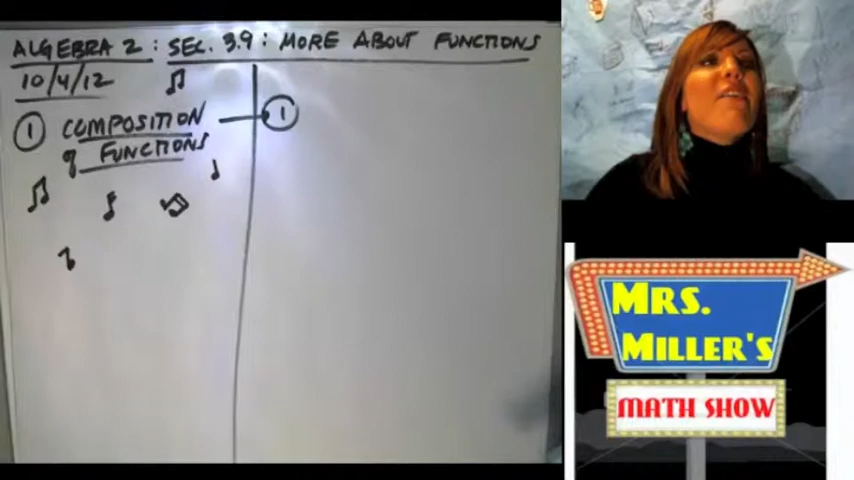 ALGEBRA 2 : SEC. 3.9 : MORE ABOUT FUNCTIONS
10/4/12
① COMPOSITION — ①
of FUNCTIONS
MRS.
MILLER'S
MATH SHOW